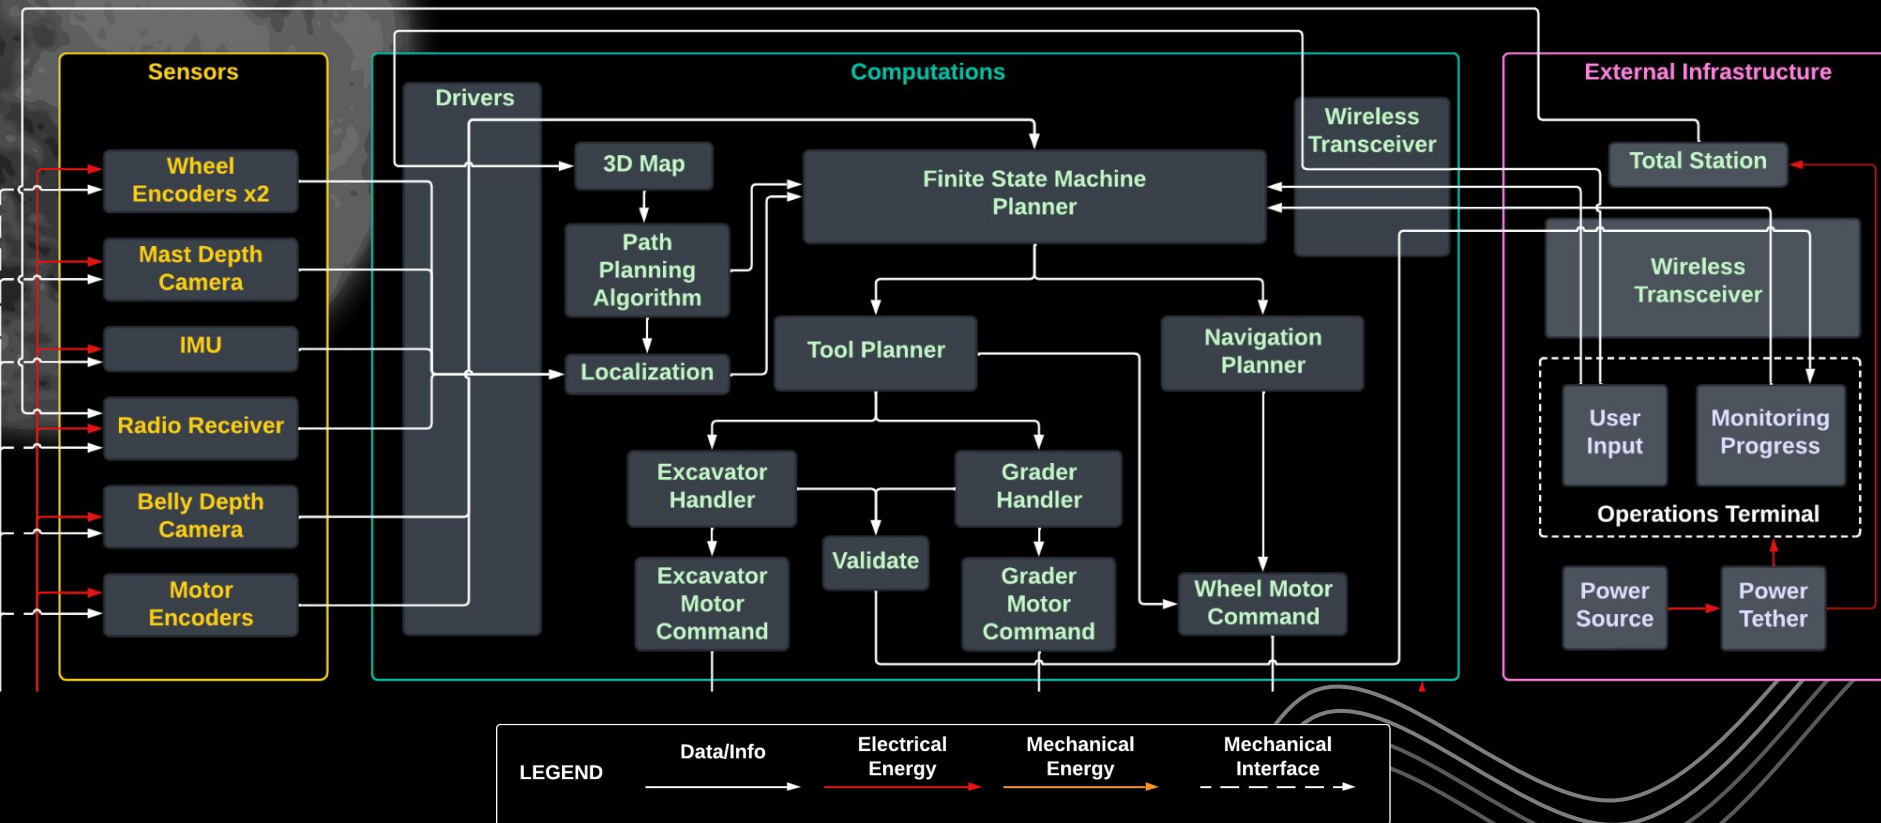 Sensors
Wheel
Encoders x2
Mast Depth
Camera
IMU
Radio Receiver
Belly Depth
Camera
Motor
Encoders
Computations
Drivers
3D Map
Path
Planning
Algorithm
Localization
Finite State Machine
Planner
Wireless
Transceiver
Tool Planner
Navigation
Planner
Excavator
Handler
Grader
Handler
Validate
Excavator
Motor
Command
Grader
Motor
Command
Wheel Motor
Command
External Infrastructure
Total Station
Wireless
Transceiver
User
Input
Monitoring
Progress
Operations Terminal
Power
Source
Power
Tether
LEGEND
Data/Info
Electrical
Energy
Mechanical
Energy
Mechanical
Interface